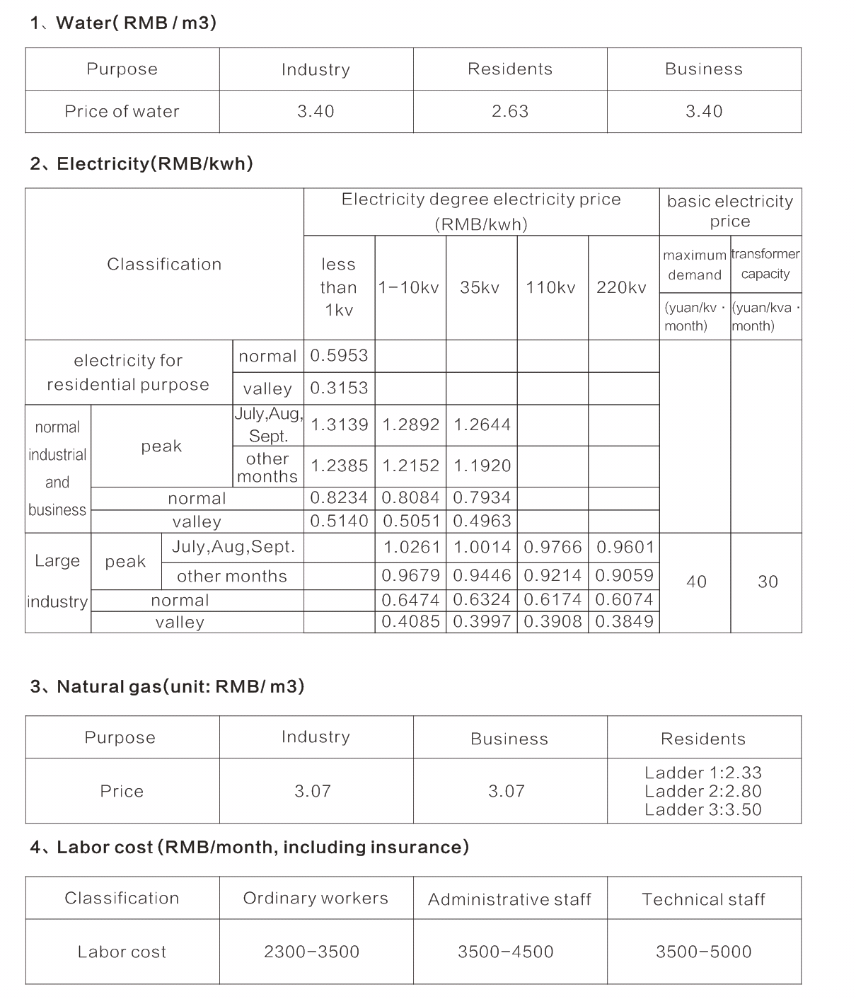 1、Water( RMB / m3)
Purpose Industry Residents Business
Price of water 3.40 2.63 3.40
2、Electricity(RMB/kwh)
Classification
Electricity degree electricity price
(RMB/kwh)
basic electricity
price
less
than
1kv
1-10kv 35kv 110kv 220kv
maximum
demand
transformer
capacity
(yuan/kv ·
month)
(yuan/kva ·
month)
electricity for
residential purpose
normal 0.5953
valley 0.3153
normal
industrial
and
business
peak
July,Aug,
Sept.
1.3139 1.2892 1.2644
other
months
1.2385 1.2152 1.1920
normal 0.8234 0.8084 0.7934
valley 0.5140 0.5051 0.4963
Large
industry
peak
July,Aug,Sept. 1.0261 1.0014 0.9766 0.9601
other months 0.9679 0.9446 0.9214 0.9059
normal 0.6474 0.6324 0.6174 0.6074
valley 0.4085 0.3997 0.3908 0.3849
40 30
3、Natural gas(unit: RMB/ m3)
Purpose Industry Business Residents
Price 3.07 3.07
Ladder 1:2.33
Ladder 2:2.80
Ladder 3:3.50
4、Labor cost (RMB/month, including insurance)
Classification Ordinary workers Administrative staff Technical staff
Labor cost 2300-3500 3500-4500 3500-5000